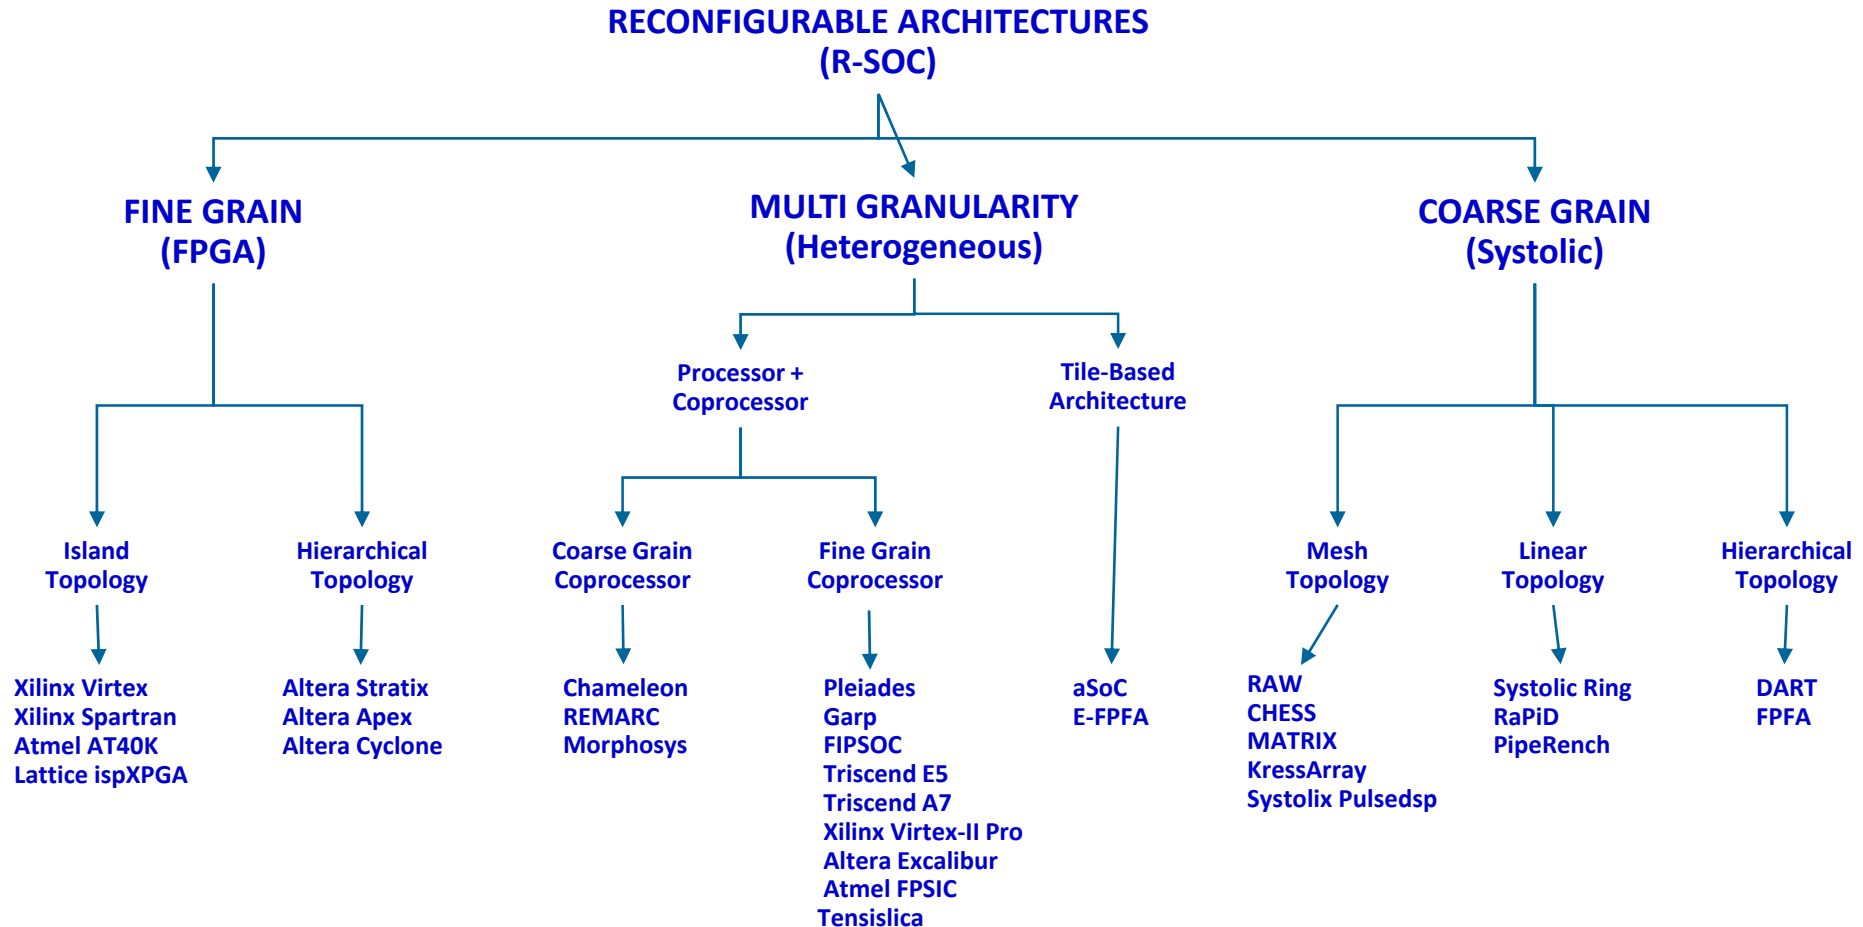 RECONFIGURABLE ARCHITECTURES
(R-SOC)
FINE GRAIN
(FPGA)
MULTI GRANULARITY
(Heterogeneous)
COARSE GRAIN
(Systolic)
Processor +
Coprocessor
Tile-Based
Architecture
Island
Topology
Hierarchical
Topology
Coarse Grain
Coprocessor
Fine Grain
Coprocessor
Mesh
Topology
Linear
Topology
Hierarchical
Topology
Xilinx Virtex
Xilinx Spartran
Atmel AT40K
Lattice ispXPGA
Altera Stratix
Altera Apex
Altera Cyclone
Chameleon
REMARC
Morphosys
Pleiades
Garp
FIPSOC
Triscend E5
Triscend A7
Xilinx Virtex-II Pro
Altera Excalibur
Atmel FPSIC
Tensislica
aSoC
E-FPFA
RAW
CHESS
MATRIX
KressArray
Systolix Pulsedsp
Systolic Ring
RaPiD
PipeRench
DART
FPFA